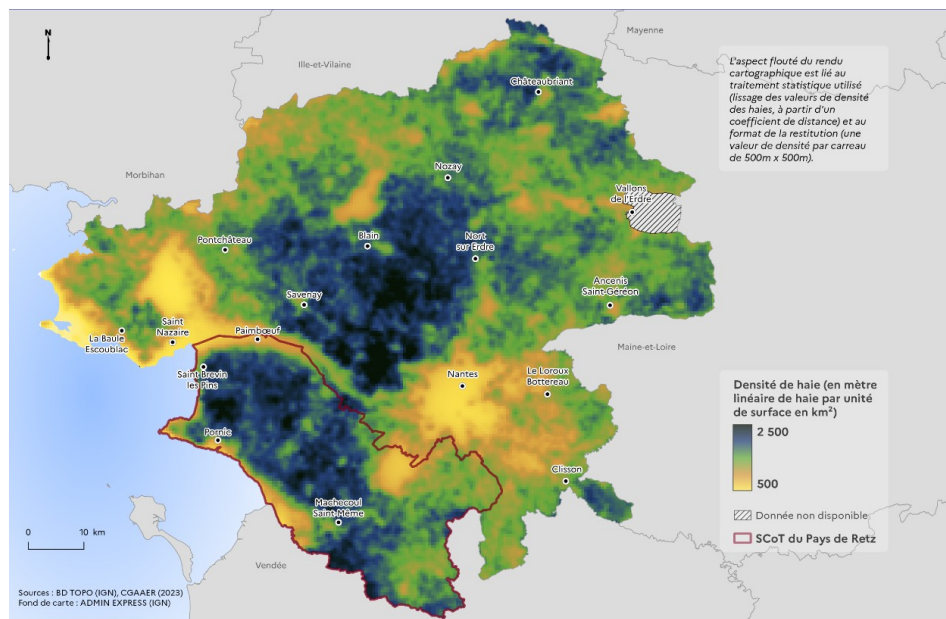 N
Mayenne
Ille-et-Vilaine
L'aspect flouté du rendu
cartographique est lié au
traitement statistique utilisé
(lissage des valeurs de densité
des haies, à partir d'un
coefficient de distance) et au
format de la restitution (une
valeur de densité par carreau
de 500m x 500m).
Châteaubriant
Morbihan
Nozay
Vallons
de l'Erdre
Pontchâteau
Blain
Nort
sur Erdre
Savenay
Ancenis
Saint-Géréon
La Baule
Escoublac
Saint
Nazaire
Paimbœuf
Maine-et-Loire
Saint Brevin
les Pins
Nantes
Le Loroux
Bottereau
Densité de haie (en mètre
linéaire de haie par unité
de surface en km²)
2 500
500
Pornic
Clisson
Machecoul
Saint-Même
Donnée non disponible
SCoT du Pays de Retz
0 10 km
Vendée
Sources : BD TOPO (IGN), CGAAER (2023)
Fond de carte : ADMIN EXPRESS (IGN)